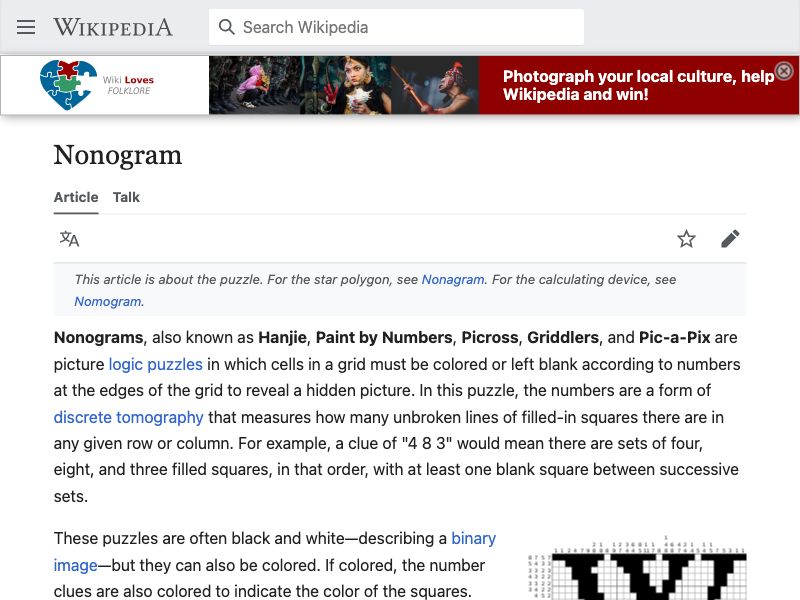 WIKIPEDIA
Search Wikipedia
Wiki Loves
FOLKLORE
Photograph your local culture, help
Wikipedia and win!
Nonogram
Article Talk
This article is about the puzzle. For the star polygon, see Nonagram. For the calculating device, see
Nomogram.
Nonograms, also known as Hanjie, Paint by Numbers, Picross, Griddlers, and Pic-a-Pix are
picture logic puzzles in which cells in a grid must be colored or left blank according to numbers
at the edges of the grid to reveal a hidden picture. In this puzzle, the numbers are a form of
discrete tomography that measures how many unbroken lines of filled-in squares there are in
any given row or column. For example, a clue of "4 8 3" would mean there are sets of four,
eight, and three filled squares, in that order, with at least one blank square between successive
sets.
These puzzles are often black and white—describing a binary
image—but they can also be colored. If colored, the number
clues are also colored to indicate the color of the squares.